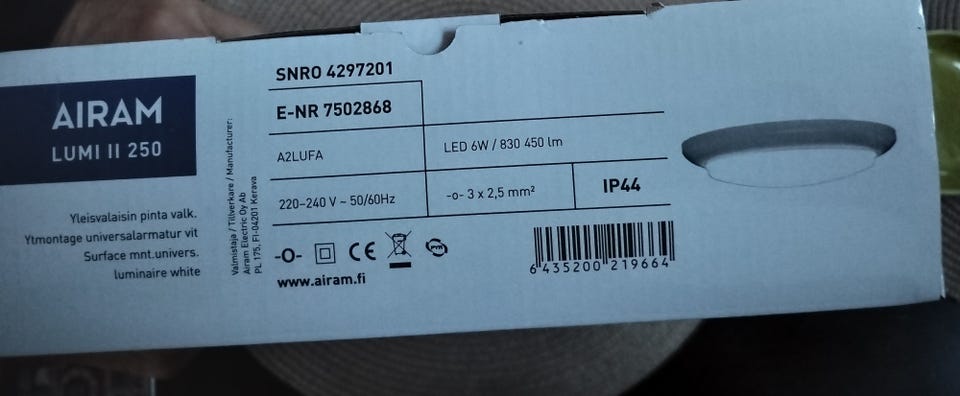 AIRAM
LUMI II 250
Yleisvalaisin pinta valk.
Ytmontage universalarmatur vit
Surface mnt.univers.
luminaire white
Valmistaja / Tillverkare / Manufacturer:
Airam Electric Oy Ab
PL 175, FI-04201 Kerava
SNRO 4297201
E-NR 7502868
A2LUFA
LED 6W / 830 450 lm
220–240 V ~ 50/60Hz
-o- 3 x 2,5 mm²
IP44
-O-
CE
PYR
www.airam.fi
6 435200 219664